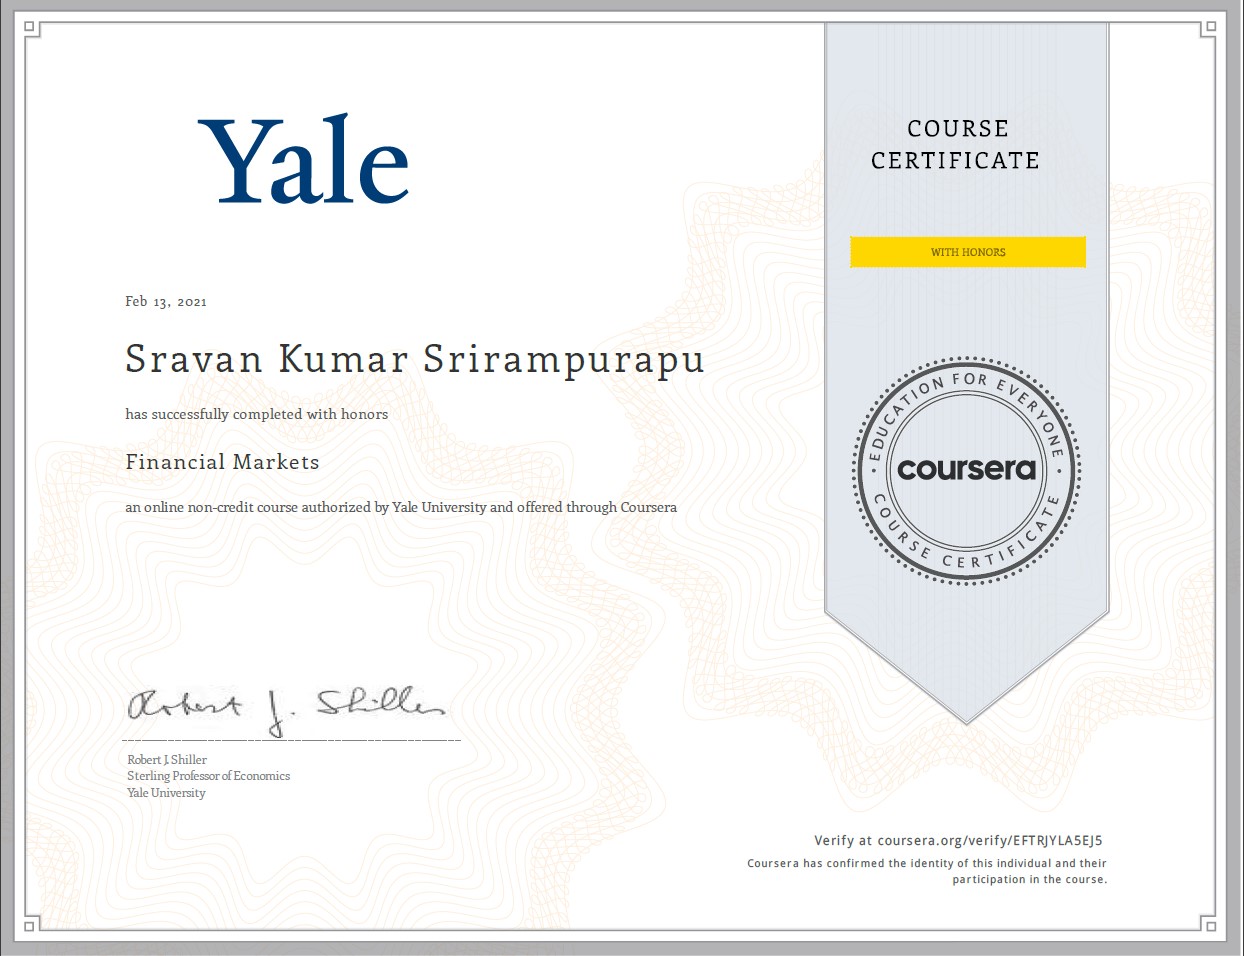 Yale
COURSE
CERTIFICATE
WITH HONORS
Feb 13, 2021
Sravan Kumar Srirampurapu
has successfully completed with honors
Financial Markets
an online non-credit course authorized by Yale University and offered through Coursera
EDUCATION FOR EVERYONE
coursera
COURSE CERTIFICATE
Robert J. Shiller
Robert J. Shiller
Sterling Professor of Economics
Yale University
Verify at coursera.org/verify/EFTRJYLA5EJ5
Coursera has confirmed the identity of this individual and their
participation in the course.